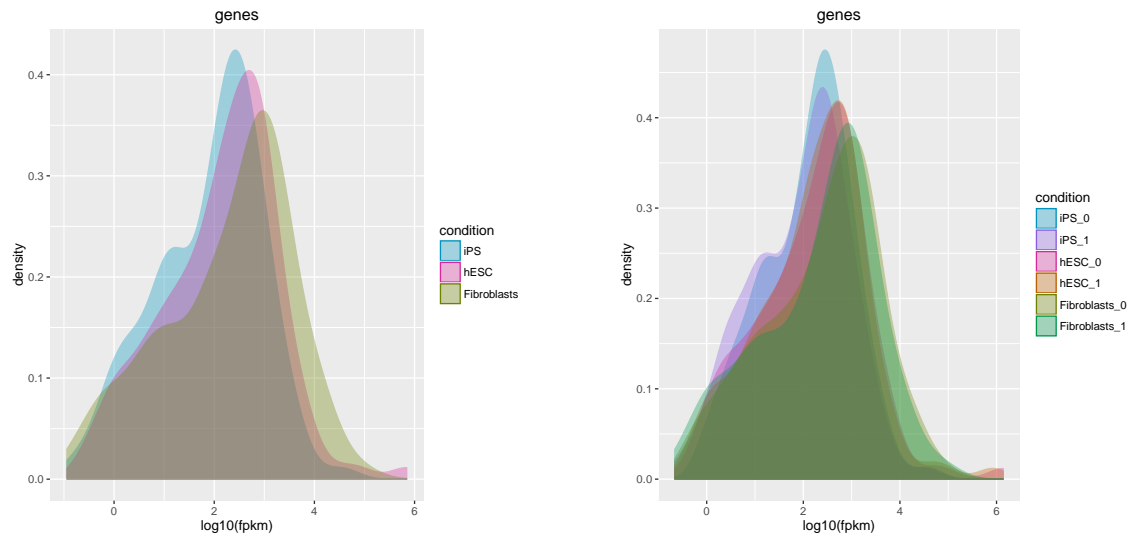 genes
0.4
0.3
0.2
0.1
0.0
density
0
2
4
6
log10(fpkm)
condition
iPS
hESC
Fibroblasts
genes
0.4
0.3
0.2
0.1
0.0
density
0
2
4
6
log10(fpkm)
condition
iPS_0
iPS_1
hESC_0
hESC_1
Fibroblasts_0
Fibroblasts_1